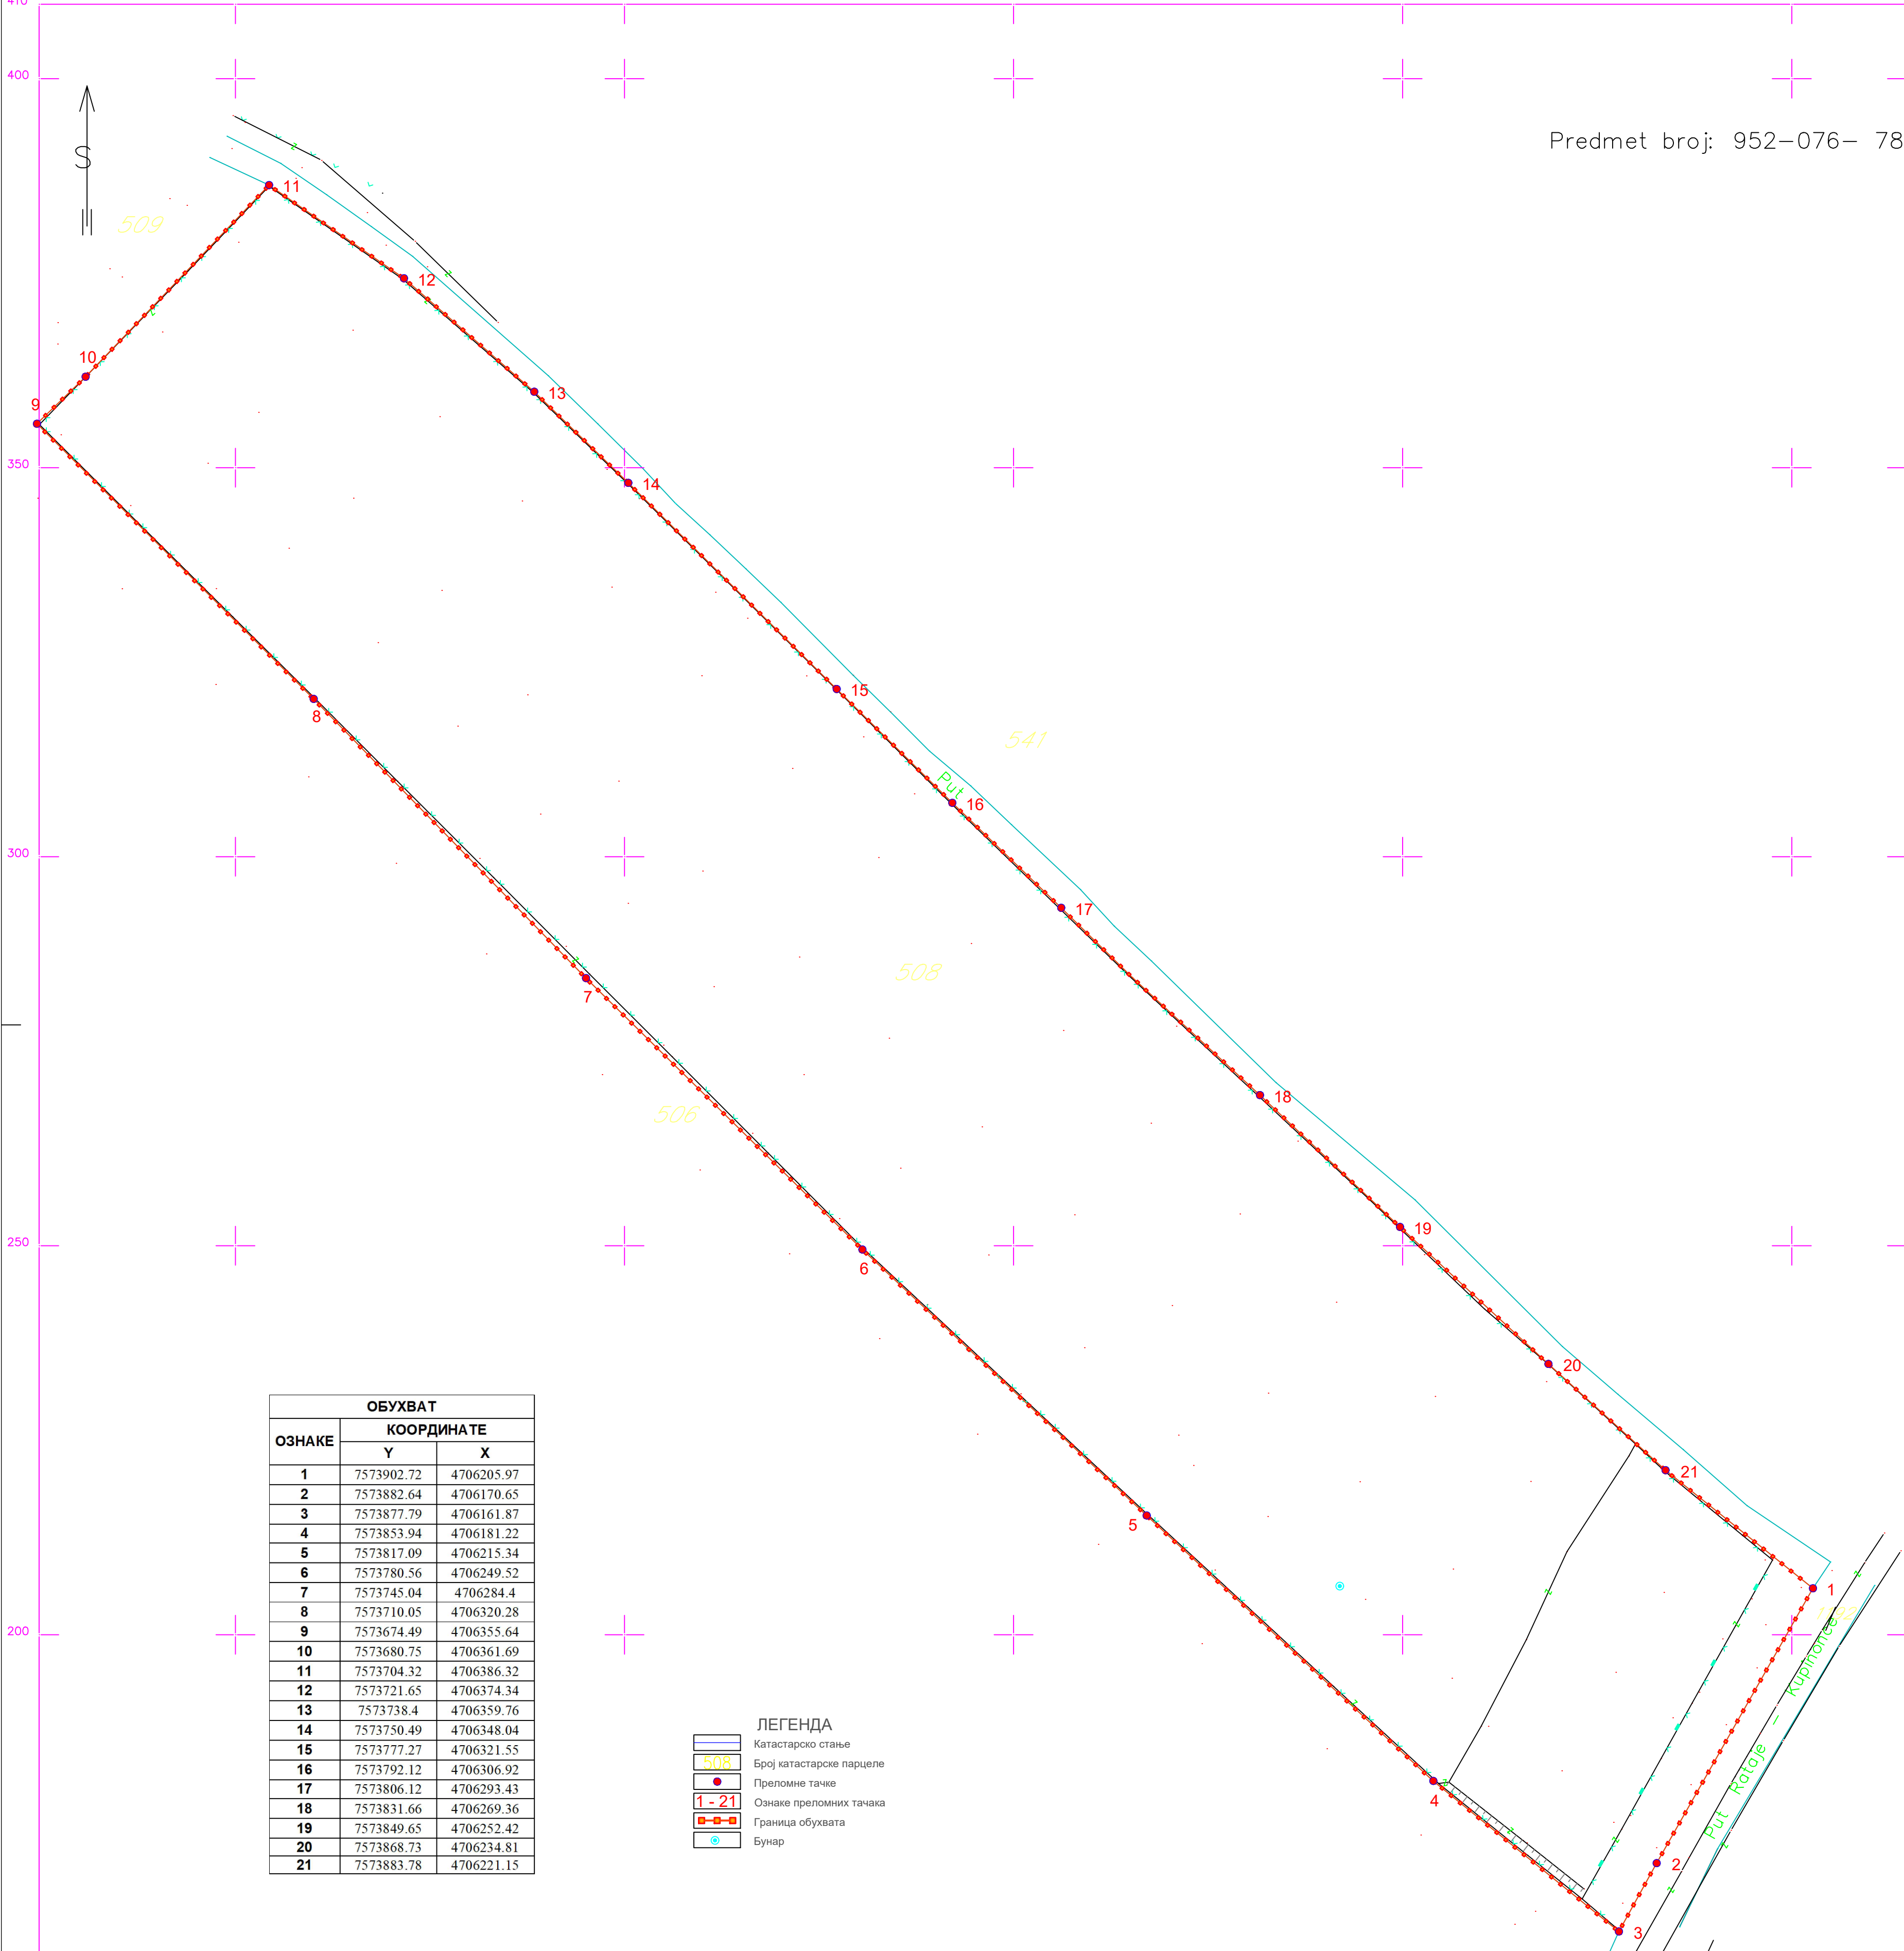 410
400
S
Predmet broj: 952-076- 78
509
11
12
10
13
9
350
14
15
8
541
Put
16
300
17
508
7
18
506
19
250
6
20
21
5
ОБУХВАТ
ОЗНАКЕ КООРДИНАТЕ
Y X
1 7573902.72 4706205.97
2 7573882.64 4706170.65
3 7573877.79 4706161.87
4 7573853.94 4706181.22
5 7573817.09 4706215.34
6 7573780.56 4706249.52
7 7573745.04 4706284.4
8 7573710.05 4706320.28
9 7573674.49 4706355.64
10 7573680.75 4706361.69
11 7573704.32 4706386.32
12 7573721.65 4706374.34
13 7573738.4 4706359.76
14 7573750.49 4706348.04
15 7573777.27 4706321.55
16 7573792.12 4706306.92
17 7573806.12 4706293.43
18 7573831.66 4706269.36
19 7573849.65 4706252.42
20 7573868.73 4706234.81
21 7573883.78 4706221.15
1
200
Put Rataje - Kupinince
ЛЕГЕНДА
Катастарско стање
508 Број катастарске парцеле
Преломне тачке
1 - 21 Ознаке преломних тачака
Граница обухвата
Бунар
4
2
3